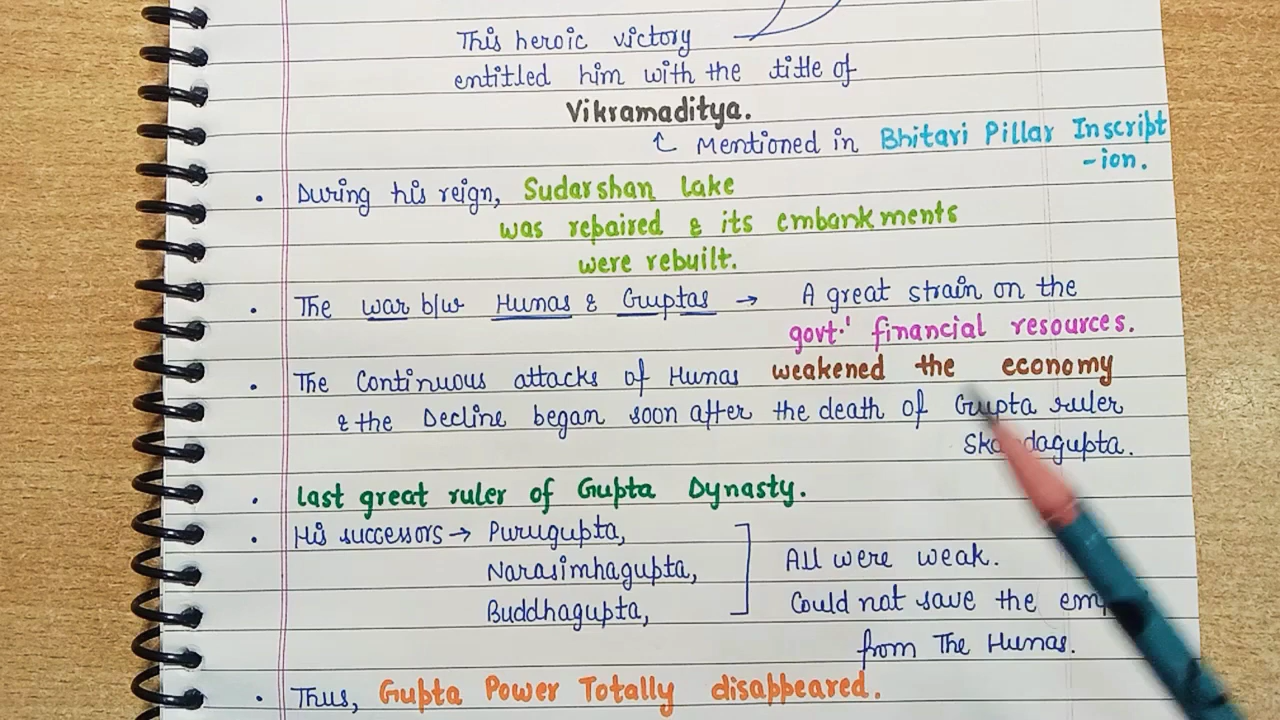 This heroic victory
entitled him with the title of
Vikramaditya.
Mentioned in Bhitari Pillar Inscript
-ion.
• During his reign, Sudarshan lake
was repaired & its embankments
were rebuilt.
• The war b/w Hunas & Guptas → A great strain on the
govt.' financial resources.
• The Continuous attacks of Hunas weakened the economy
& the Decline began soon after the death of Gupta ruler
Skandagupta.
• last great ruler of Gupta Dynasty.
• His successors → Purugupta,
Narasimhagupta,
Buddhagupta,
All were weak.
Could not save the
from The Hunas.
• Thus, Gupta Power Totally disappeared.